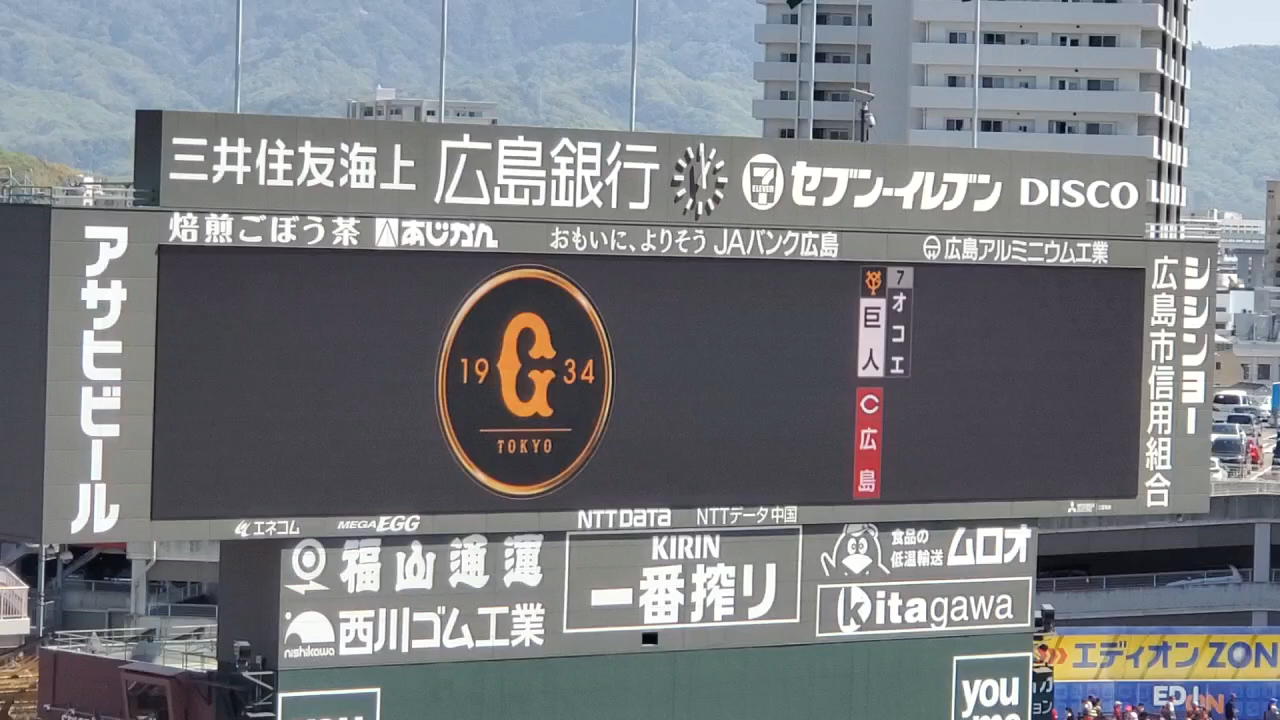 三井住友海上
広島銀行
7
ELEVEN
セブン-イレブン
DISCO
焙煎ごぼう茶
あじかん
おもいに、よりそう JAバンク広島
広島アルミニウム工業
アサヒビール
19 G 34
TOKYO
巨人
7
オコエ
C広島
シシンヨー
広島市信用組合
エネコム
MEGA EGG
NTT DATA
NTTデータ中国
福山通運
nishikawa
西川ゴム工業
KIRIN
一番搾り
食品の
低温輸送
ムロオ
Kitagawa
エディオン ZON
you